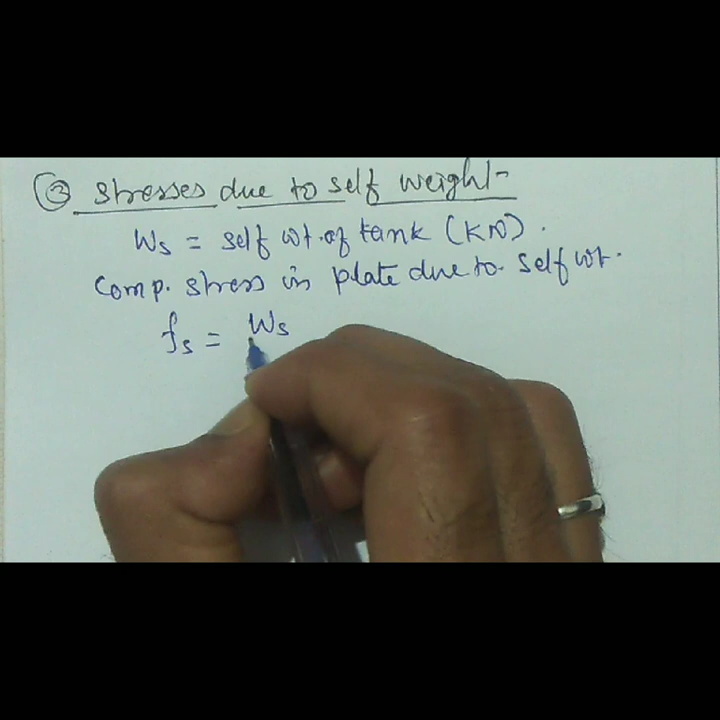 ③ Stresses due to self weight-
Ws = self wt. of tank (KN).
Comp. stress in plate due to self wt.
fs = Ws